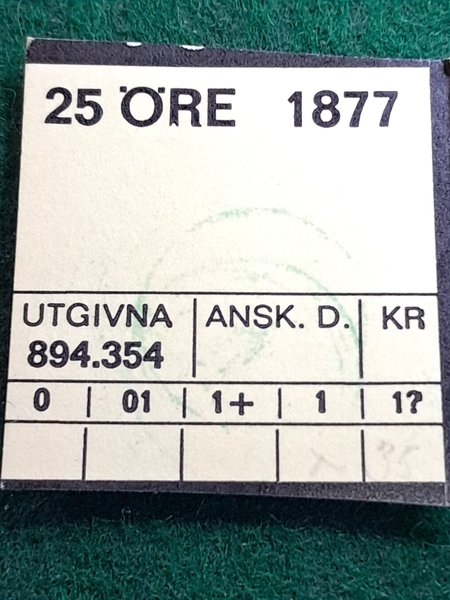 25 ÖRE 1877
UTGIVNA ANSK. D. KR
894.354
0 01 1+ 1 1?